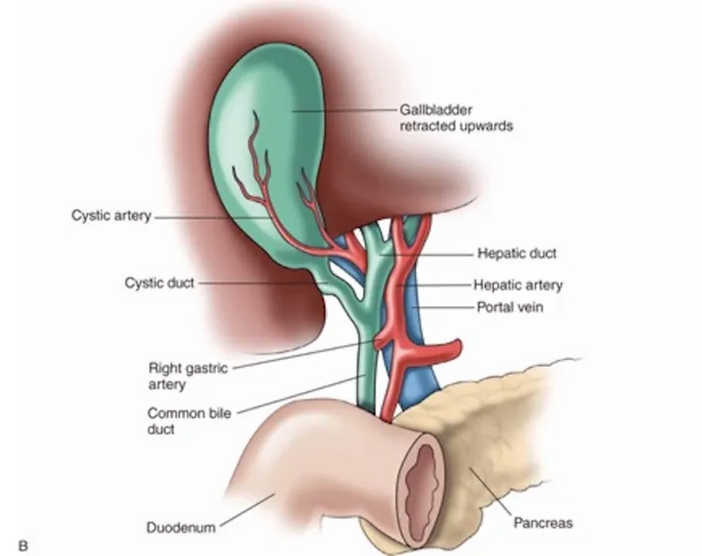 Gallbladder
retracted upwards
Cystic artery
Hepatic duct
Cystic duct
Hepatic artery
Portal vein
Right gastric
artery
Common bile
duct
Duodenum
Pancreas
B